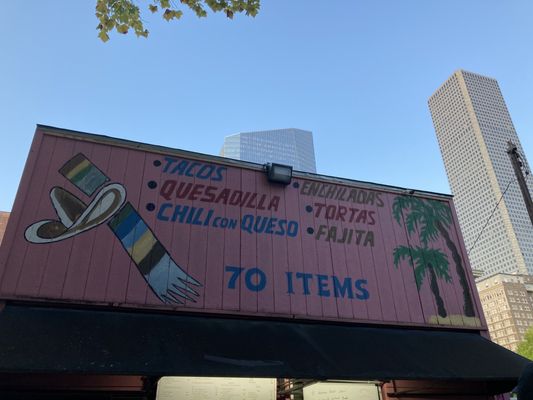 • TACOS
• QUESADILLA
• CHILI CON QUESO
• ENCHILADAS
• TORTAS
• FAJITA
70 ITEMS